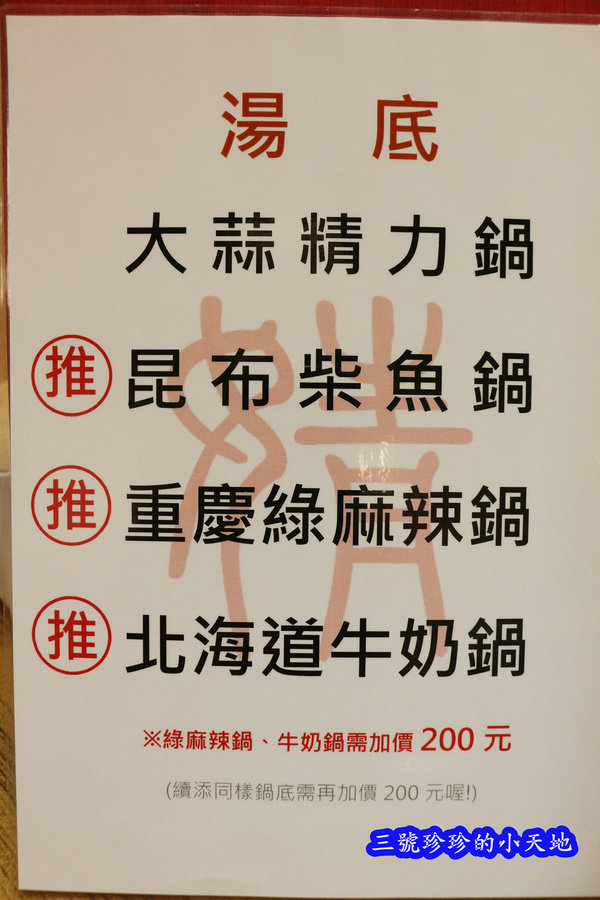 湯 底
大蒜精力鍋
推 昆布柴魚鍋
推 重慶綠麻辣鍋
推 北海道牛奶鍋
※綠麻辣鍋、牛奶鍋需加價 200 元
(續添同樣鍋底需再加價 200 元喔!)
三號珍珍的小天地